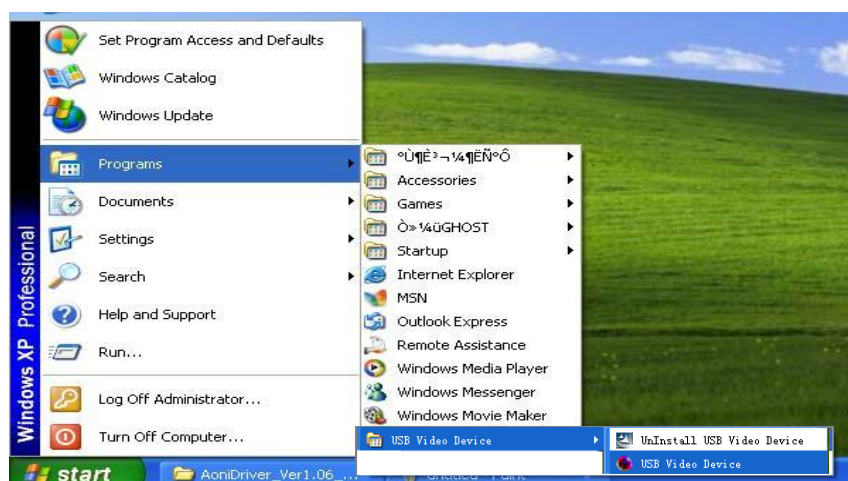 Set Program Access and Defaults
Windows Catalog
Windows Update
Programs
Documents
Settings
Search
Help and Support
Run...
Log Off Administrator...
Turn Off Computer...
Windows XP Professional
°Ù¶È³¬¼¶ËÑ°Ô
Accessories
Games
Ò»¼üGHOST
Startup
Internet Explorer
MSN
Outlook Express
Remote Assistance
Windows Media Player
Windows Messenger
Windows Movie Maker
USB Video Device
UnInstall USB Video Device
USB Video Device
start
AoniDriver_Ver1.06 ...